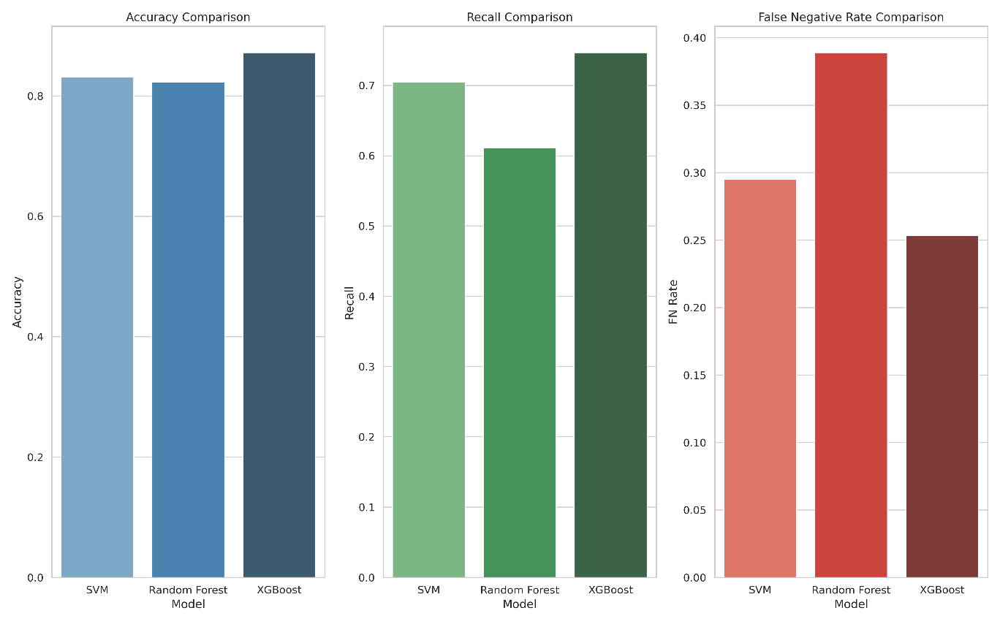 Accuracy Comparison
Accuracy
0.8
0.6
0.4
0.2
0.0
SVM Random Forest XGBoost
Model
Recall Comparison
Recall
0.7
0.6
0.5
0.4
0.3
0.2
0.1
0.0
SVM Random Forest XGBoost
Model
False Negative Rate Comparison
FN Rate
0.40
0.35
0.30
0.25
0.20
0.15
0.10
0.05
0.00
SVM Random Forest XGBoost
Model